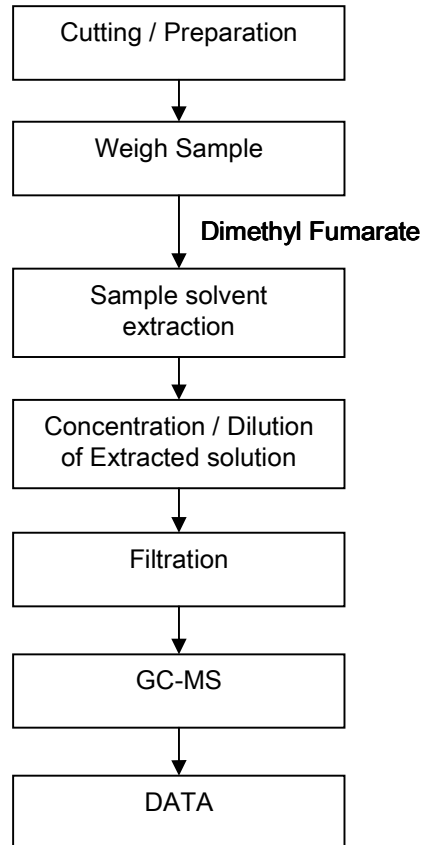 Cutting / Preparation
Weigh Sample
Dimethyl Fumarate
Sample solvent
extraction
Concentration / Dilution
of Extracted solution
Filtration
GC-MS
DATA